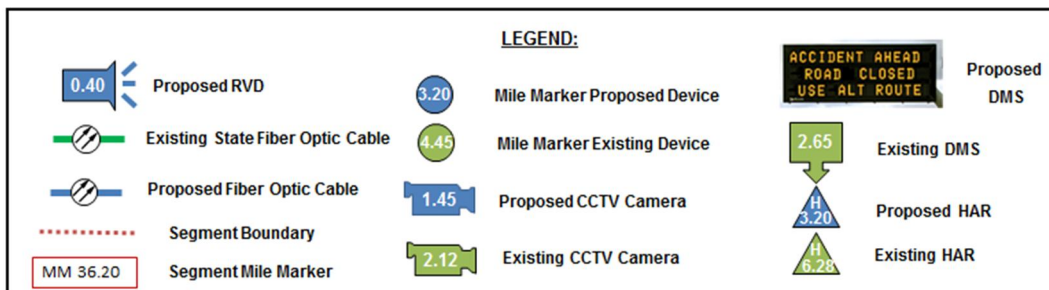 LEGEND:
0.40
Proposed RVD
Existing State Fiber Optic Cable
Proposed Fiber Optic Cable
Segment Boundary
MM 36.20
Segment Mile Marker
3.20
Mile Marker Proposed Device
4.45
Mile Marker Existing Device
1.45
Proposed CCTV Camera
2.12
Existing CCTV Camera
ACCIDENT AHEAD
ROAD CLOSED
USE ALT ROUTE
Proposed
DMS
2.65
Existing DMS
H
3.20
Proposed HAR
H
6.28
Existing HAR